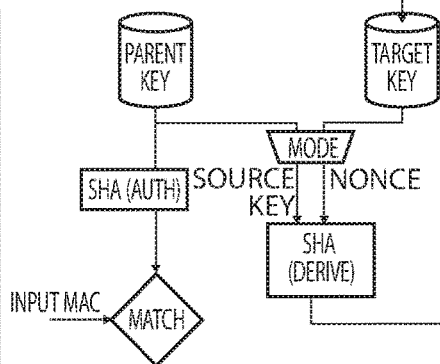 PARENT
KEY
TARGET
KEY
MODE
SHA (AUTH)
SOURCE
KEY
NONCE
SHA
(DERIVE)
INPUT MAC
MATCH